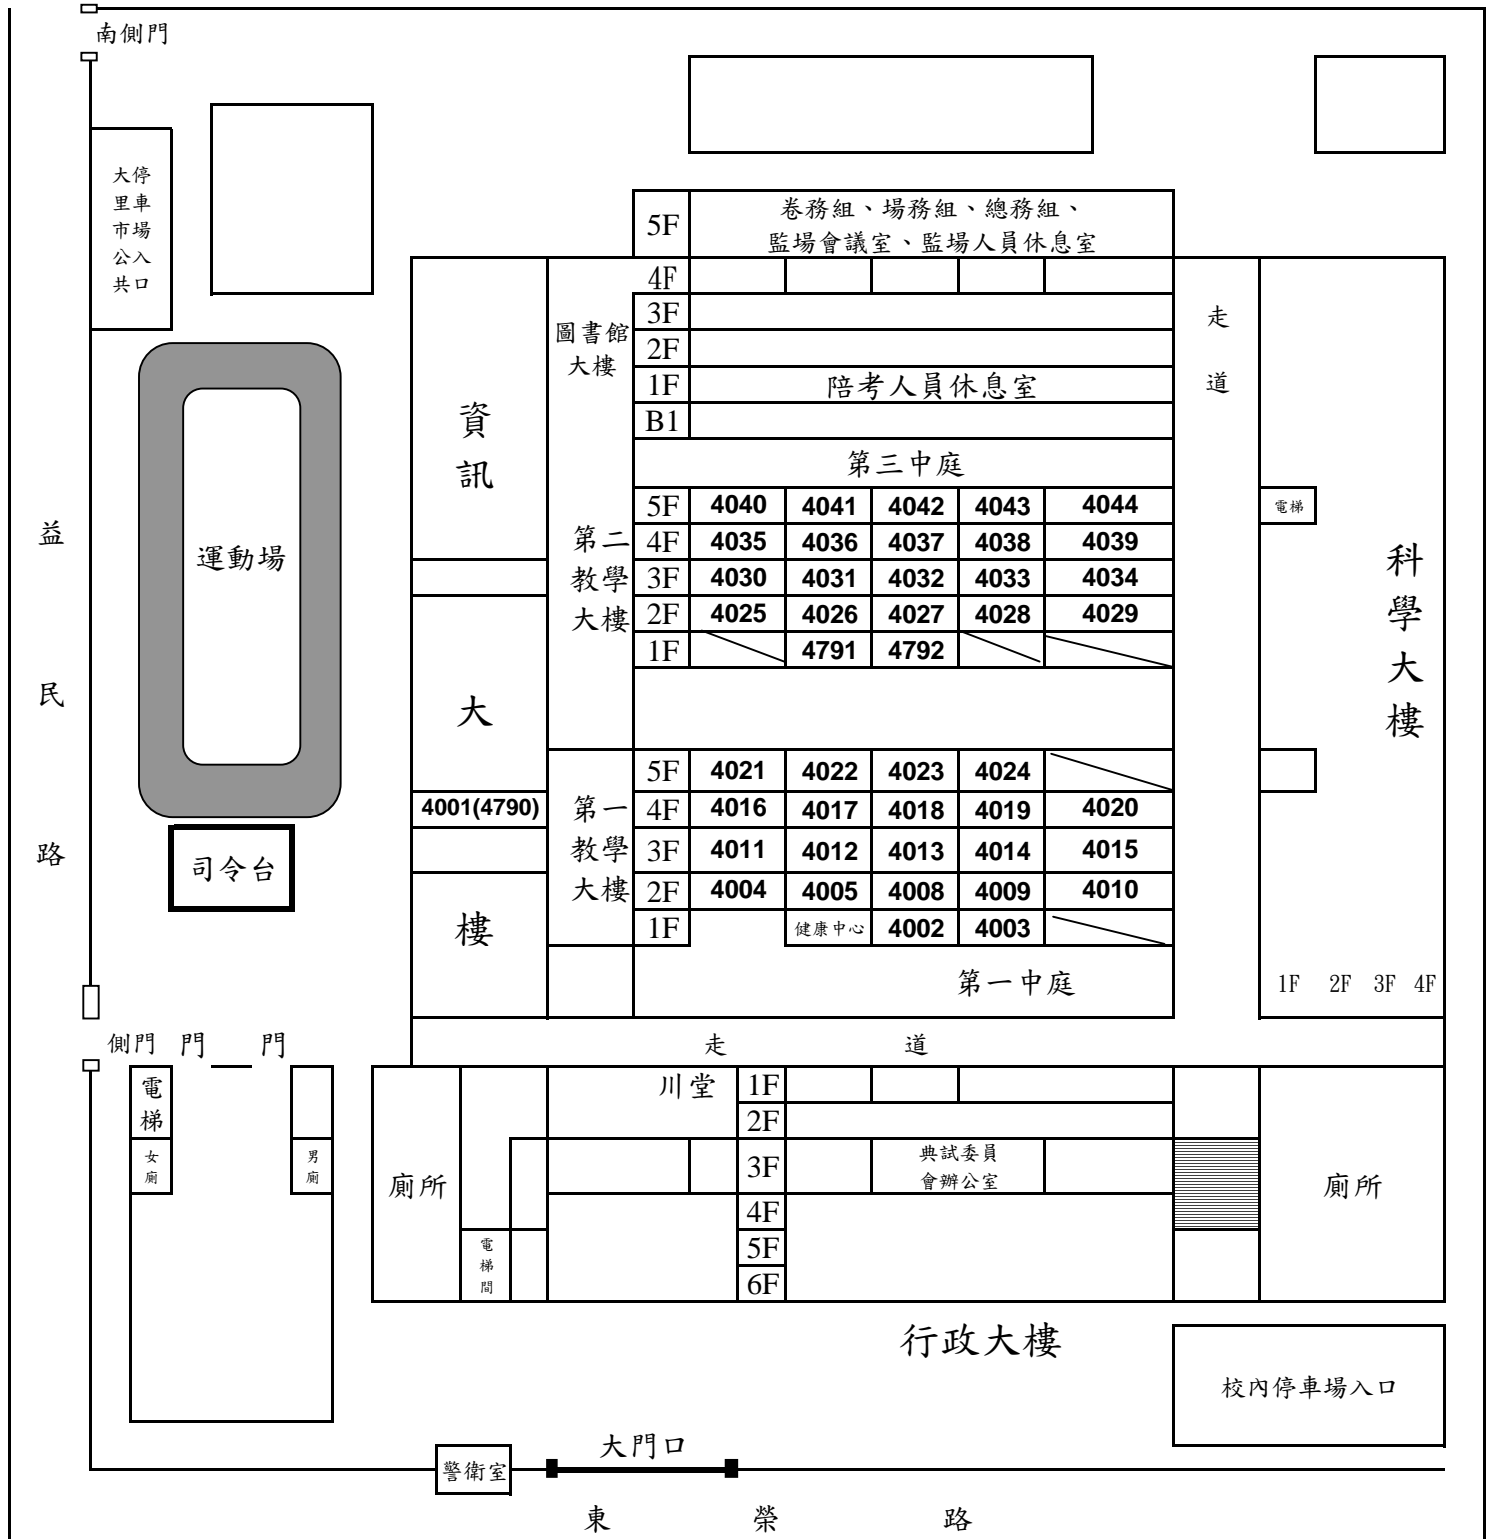 南側門
大停
里車
市場
公入
共口
5F 卷務組、場務組、總務組、
監場會議室、監場人員休息室
4F
3F
圖書館
大樓
2F
1F 陪考人員休息室
B1
走
道
資
訊
大
樓
第三中庭
第二
教學
大樓
5F 4040 4041 4042 4043 4044
4F 4035 4036 4037 4038 4039
3F 4030 4031 4032 4033 4034
2F 4025 4026 4027 4028 4029
1F 4791 4792
電梯
科
學
大
樓
益
民
路
運動場
司令台
4001(4790)
第一
教學
大樓
5F 4021 4022 4023 4024
4F 4016 4017 4018 4019 4020
3F 4011 4012 4013 4014 4015
2F 4004 4005 4008 4009 4010
1F 健康中心 4002 4003
第一中庭
1F 2F 3F 4F
側門 門 門
走 道
電
梯
女
廁
男
廁
廁所
電
梯
間
川堂
1F
2F
3F 典試委員
會辦公室
4F
5F
6F
廁所
行政大樓
校內停車場入口
大門口
警衛室
東 榮 路